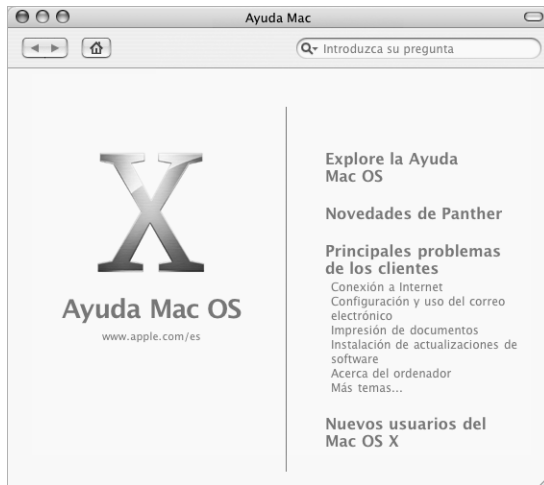 Ayuda Mac
Introduzca su pregunta
X
Ayuda Mac OS
www.apple.com/es
Explore la Ayuda
Mac OS
Novedades de Panther
Principales problemas
de los clientes
Conexión a Internet
Configuración y uso del correo
electrónico
Impresión de documentos
Instalación de actualizaciones de
software
Acerca del ordenador
Más temas...
Nuevos usuarios del
Mac OS X